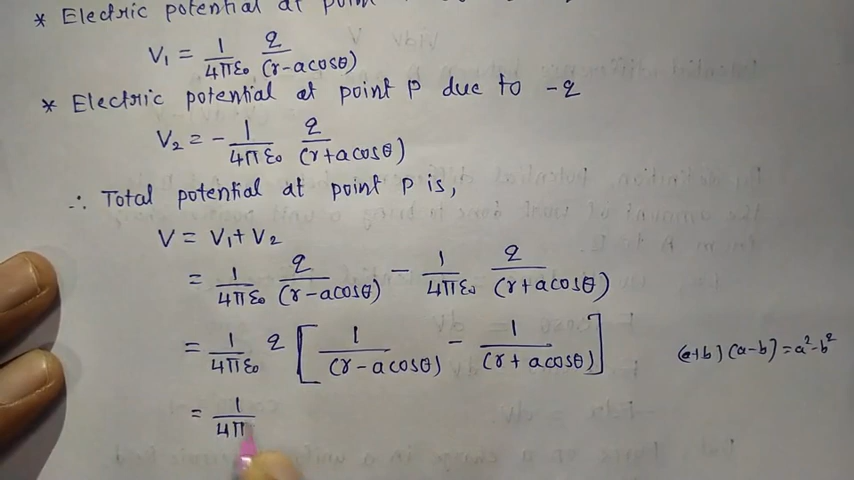 * Electric potential at point
V₁ = 1/4πε₀ q/(r-acosθ)
* Electric potential at point P due to -q
V₂ = - 1/4πε₀ q/(r+acosθ)
∴ Total potential at point P is,
V = V₁ + V₂
= 1/4πε₀ q/(r-acosθ) - 1/4πε₀ q/(r+acosθ)
= 1/4πε₀ q [1/(r-acosθ) - 1/(r+acosθ)]
(a+b) (a-b) = a²-b²
= 1/4π